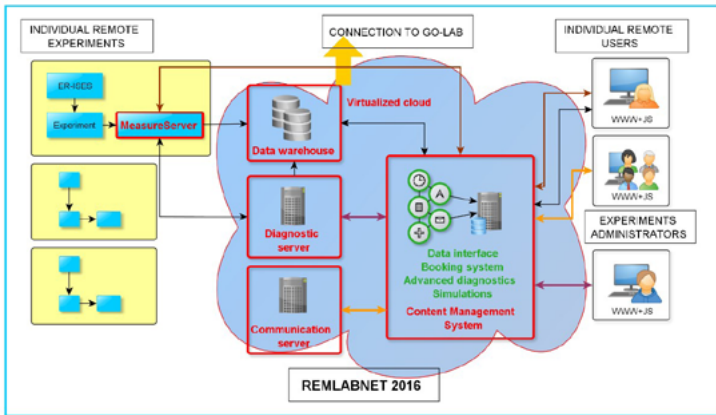 INDIVIDUAL REMOTE
EXPERIMENTS
CONNECTION TO GO-LAB
INDIVIDUAL REMOTE
USERS
ER-ISES
Experiment
MeasureServer
Virtualized cloud
Data warehouse
WWW+JS
Diagnostic
server
Data interface
Booking system
Advanced diagnostics
Simulations
Content Management
System
WWW+JS
EXPERIMENTS
ADMINISTRATORS
Communication
server
WWW+JS
REMLABNET 2016